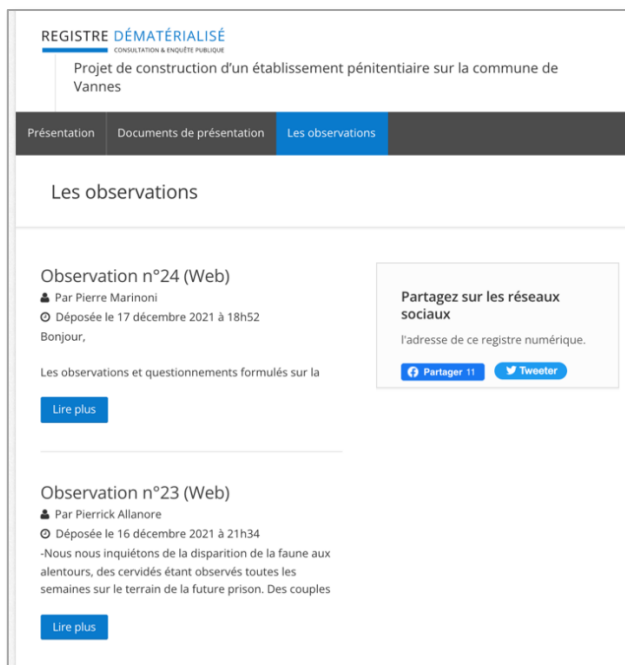 REGISTRE DÉMATÉRIALISÉ
CONSULTATION & ENQUÊTE PUBLIQUE
Projet de construction d'un établissement pénitentiaire sur la commune de
Vannes
Présentation Documents de présentation Les observations
Les observations
Observation n°24 (Web)
Par Pierre Marinoni
Déposée le 17 décembre 2021 à 18h52
Bonjour,
Les observations et questionnements formulés sur la
Lire plus
Partagez sur les réseaux
sociaux
l'adresse de ce registre numérique.
Partager 11 Tweeter
Observation n°23 (Web)
Par Pierrick Allanore
Déposée le 16 décembre 2021 à 21h34
-Nous nous inquiétons de la disparition de la faune aux
alentours, des cervidés étant observés toutes les
semaines sur le terrain de la future prison. Des couples
Lire plus